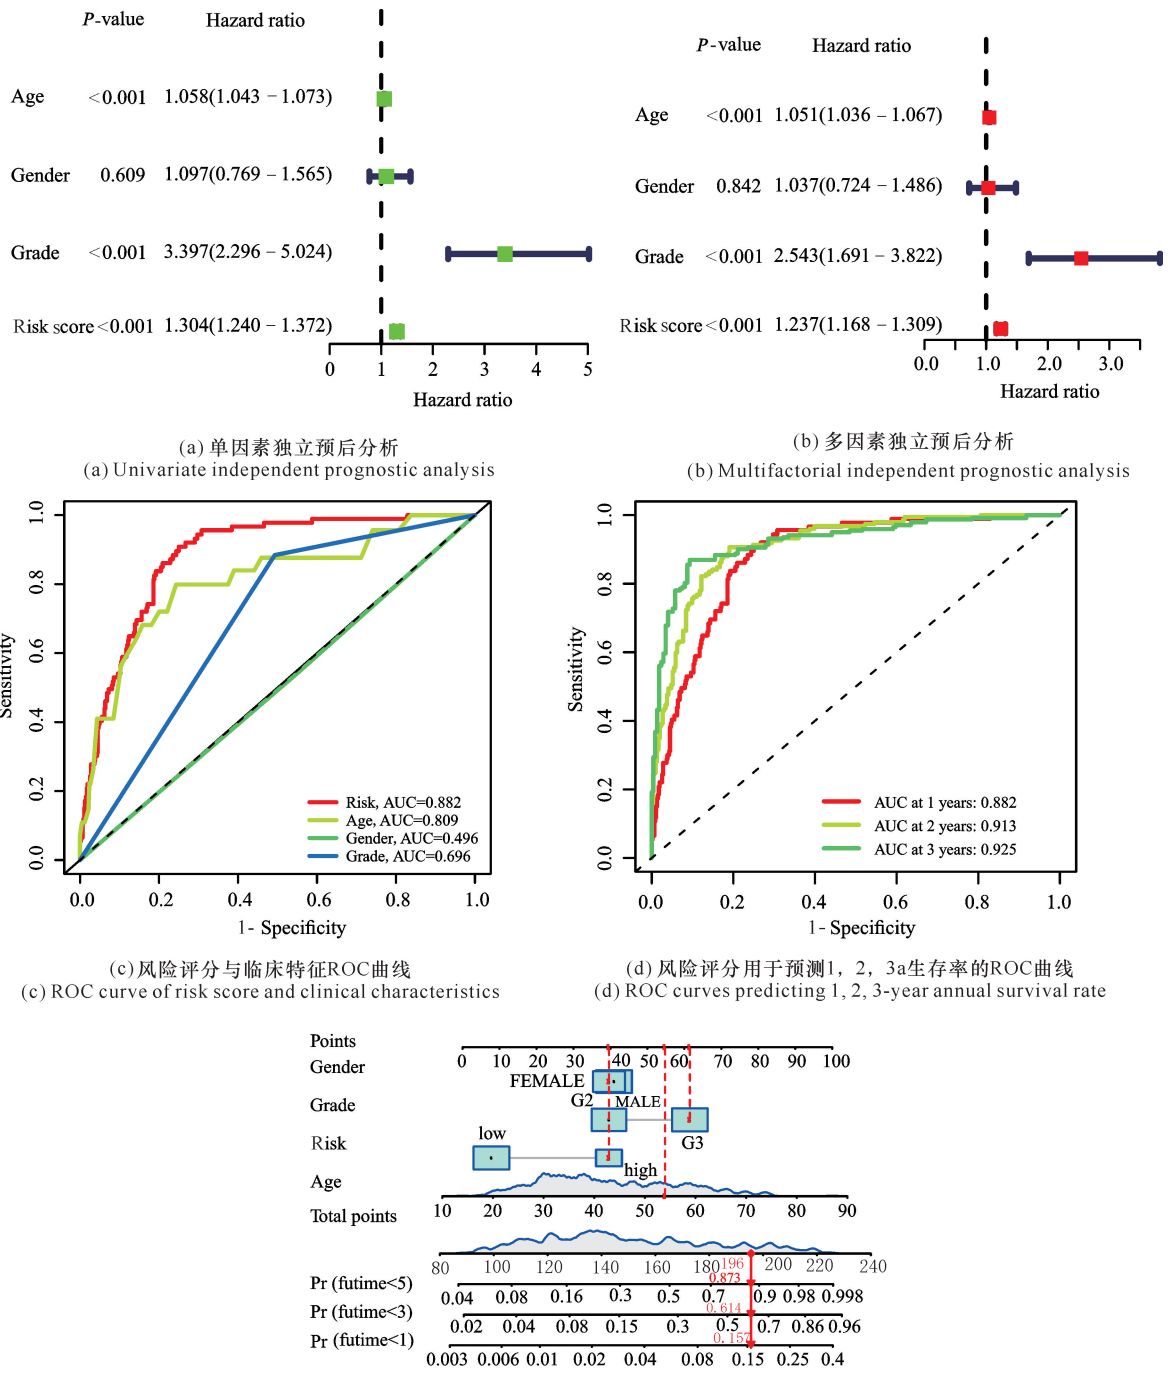 P-value Hazard ratio
Age <0.001 1.058(1.043 – 1.073)
Gender 0.609 1.097(0.769 – 1.565)
Grade <0.001 3.397(2.296 – 5.024)
Risk score <0.001 1.304(1.240 – 1.372)
0 1 2 3 4 5
Hazard ratio
(a) 单因素独立预后分析
(a) Univariate independent prognostic analysis
P-value Hazard ratio
Age <0.001 1.051(1.036 – 1.067)
Gender 0.842 1.037(0.724 – 1.486)
Grade <0.001 2.543(1.691 – 3.822)
Risk score <0.001 1.237(1.168 – 1.309)
0.0 1.0 2.0 3.0
Hazard ratio
(b) 多因素独立预后分析
(b) Multifactorial independent prognostic analysis
Sensitivity
1.0
0.8
0.6
0.4
0.2
0.0
Risk, AUC=0.882
Age, AUC=0.809
Gender, AUC=0.496
Grade, AUC=0.696
0.0 0.2 0.4 0.6 0.8 1.0
1- Specificity
(c) 风险评分与临床特征ROC曲线
(c) ROC curve of risk score and clinical characteristics
Sensitivity
1.0
0.8
0.6
0.4
0.2
0.0
AUC at 1 years: 0.882
AUC at 2 years: 0.913
AUC at 3 years: 0.925
0.0 0.2 0.4 0.6 0.8 1.0
1- Specificity
(d) 风险评分用于预测1，2，3a生存率的ROC曲线
(d) ROC curves predicting 1, 2, 3-year annual survival rate
Points
0 10 20 30 40 50 60 70 80 90 100
Gender
FEMALE
MALE
Grade
G2
G3
Risk
low
high
Age
10 20 30 40 50 60 70 80 90
Total points
80 100 120 140 160 180 200 220 240
196
0.873
Pr (futime<5)
0.04 0.08 0.16 0.3 0.5 0.7 0.9 0.98 0.998
0.614
Pr (futime<3)
0.02 0.04 0.08 0.15 0.3 0.5 0.7 0.86 0.96
0.157
Pr (futime<1)
0.003 0.006 0.01 0.02 0.04 0.08 0.15 0.25 0.4